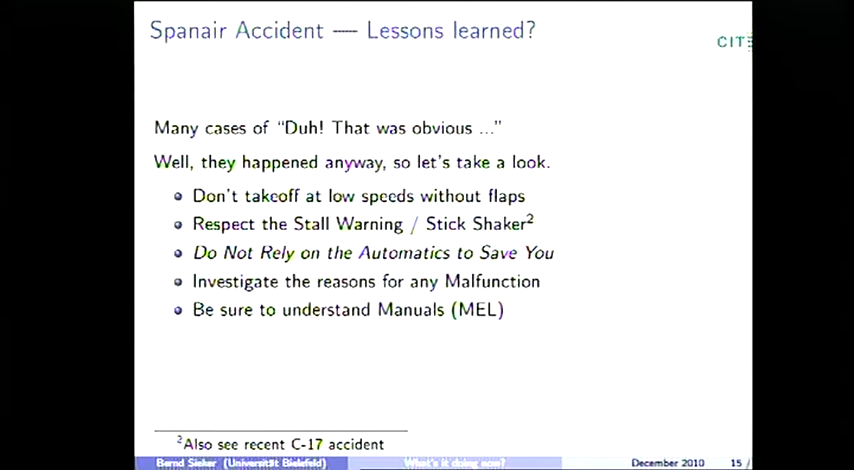 Spanair Accident — Lessons learned?
CITE
Many cases of “Duh! That was obvious ...”
Well, they happened anyway, so let's take a look.
Don't takeoff at low speeds without flaps
Respect the Stall Warning / Stick Shaker2
Do Not Rely on the Automatics to Save You
Investigate the reasons for any Malfunction
Be sure to understand Manuals (MEL)
2Also see recent C-17 accident
Bernd Sieker (Universität Bielefeld) What's it doing now? December 2010 15 /